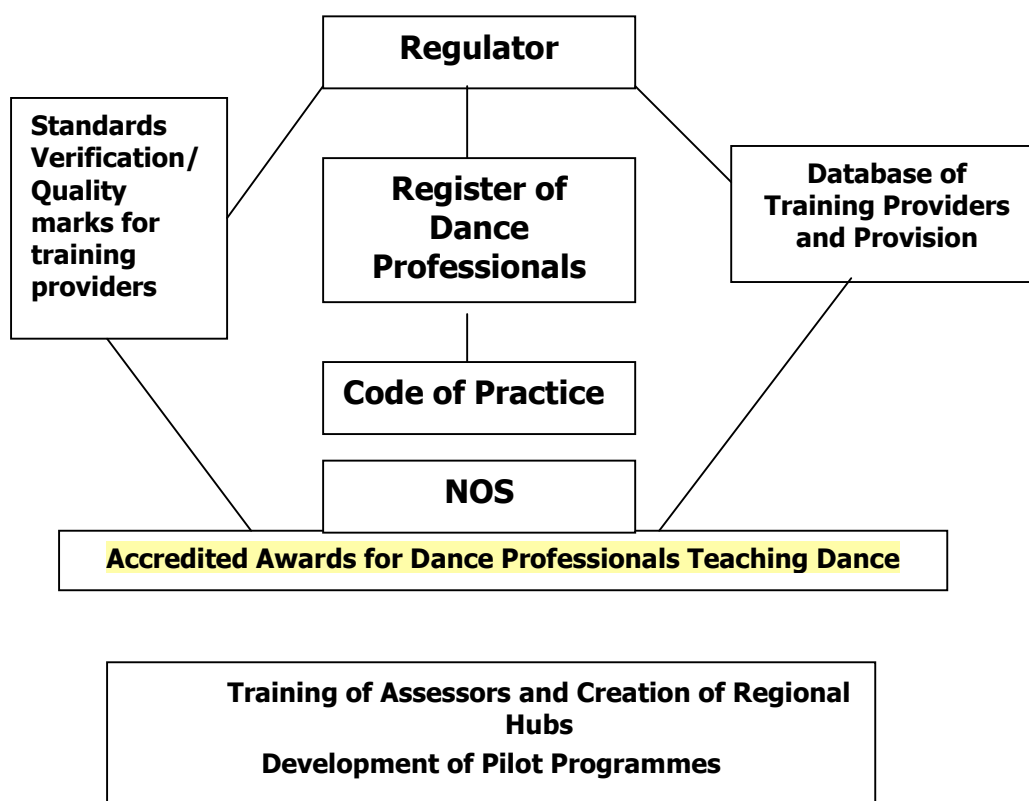 Regulator
Standards
Verification/
Quality
marks for
training
providers
Register of
Dance
Professionals
Database of
Training Providers
and Provision
Code of Practice
NOS
Accredited Awards for Dance Professionals Teaching Dance
Training of Assessors and Creation of Regional
Hubs
Development of Pilot Programmes